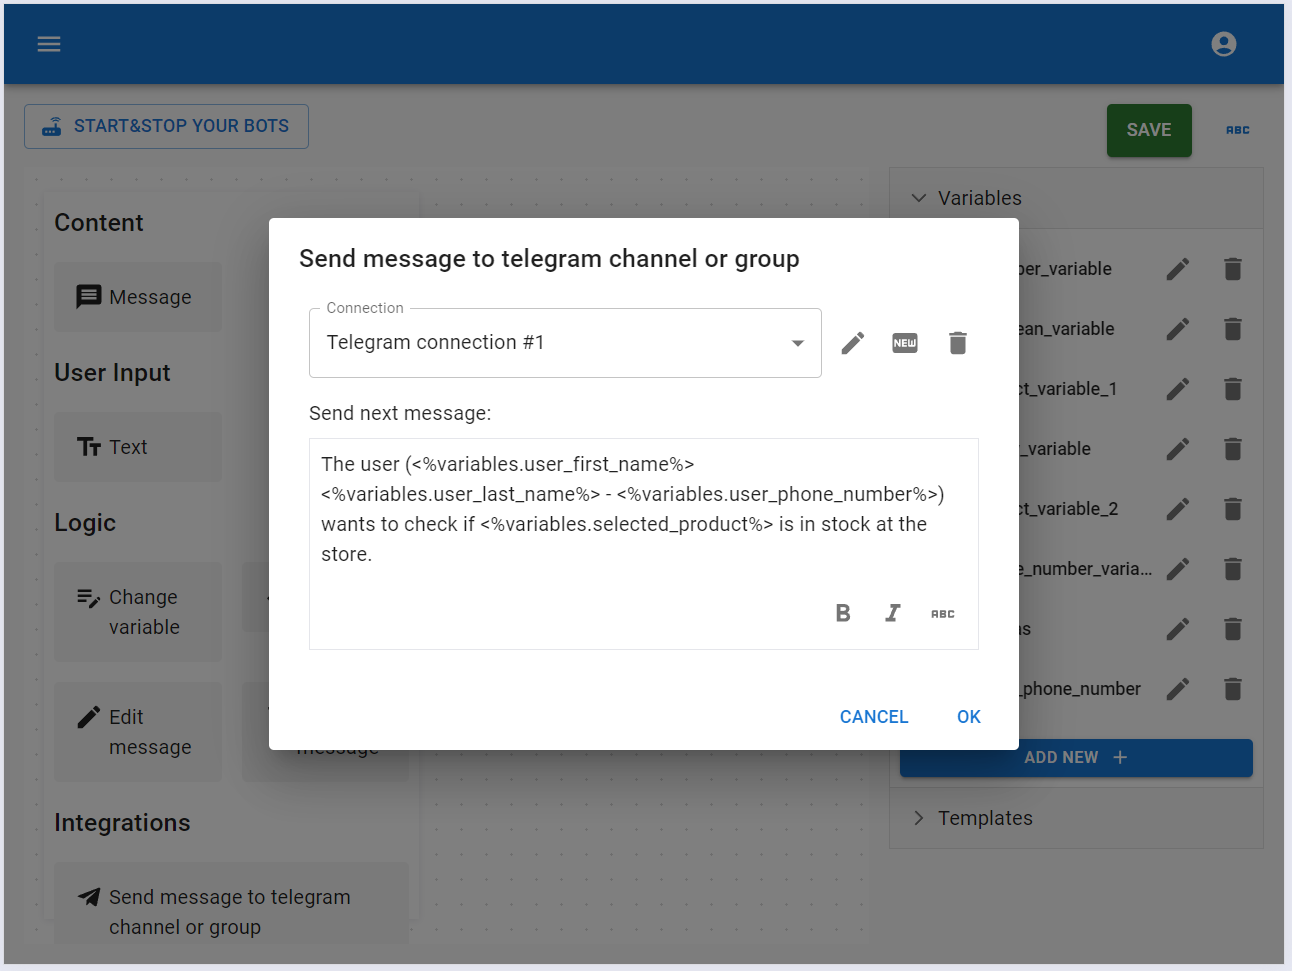 START&STOP YOUR BOTS
SAVE
ABC
Content
Message
User Input
Text
Logic
Change
variable
Edit
message
message
Integrations
Send message to telegram
channel or group
Send message to telegram channel or group
Connection
Telegram connection #1
NEW
Send next message:
The user (<%variables.user_first_name%>
<%variables.user_last_name%> - <%variables.user_phone_number%>)
wants to check if <%variables.selected_product%> is in stock at the
store.
B I ABC
CANCEL OK
Variables
ber_variable
ean_variable
ct_variable_1
_variable
ct_variable_2
e_number_varia...
_phone_number
ADD NEW +
Templates